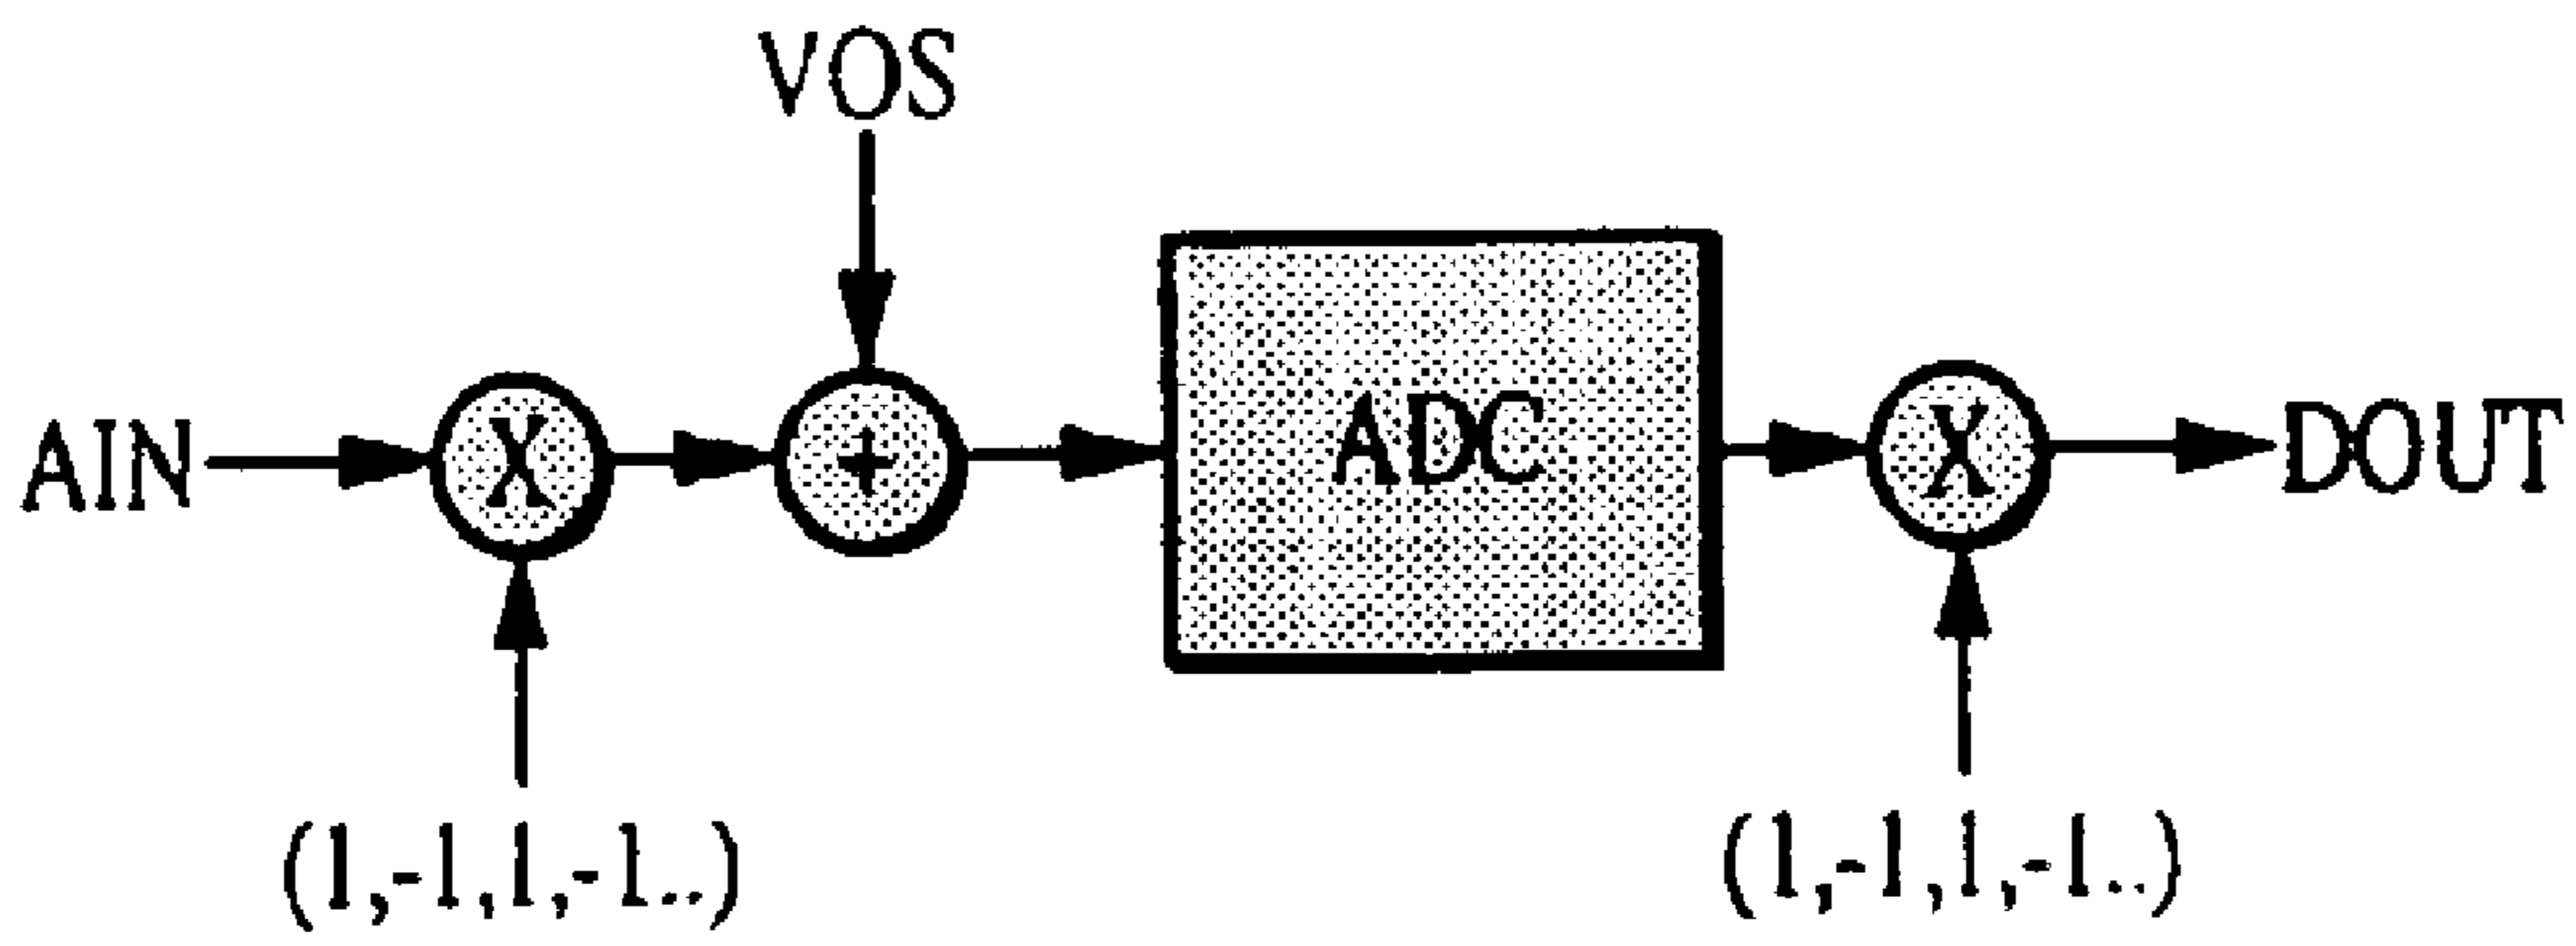 VOS
AIN
X
+
ADC
X
DOUT
(1,-1,1,-1..)
(1,-1,1,-1..)